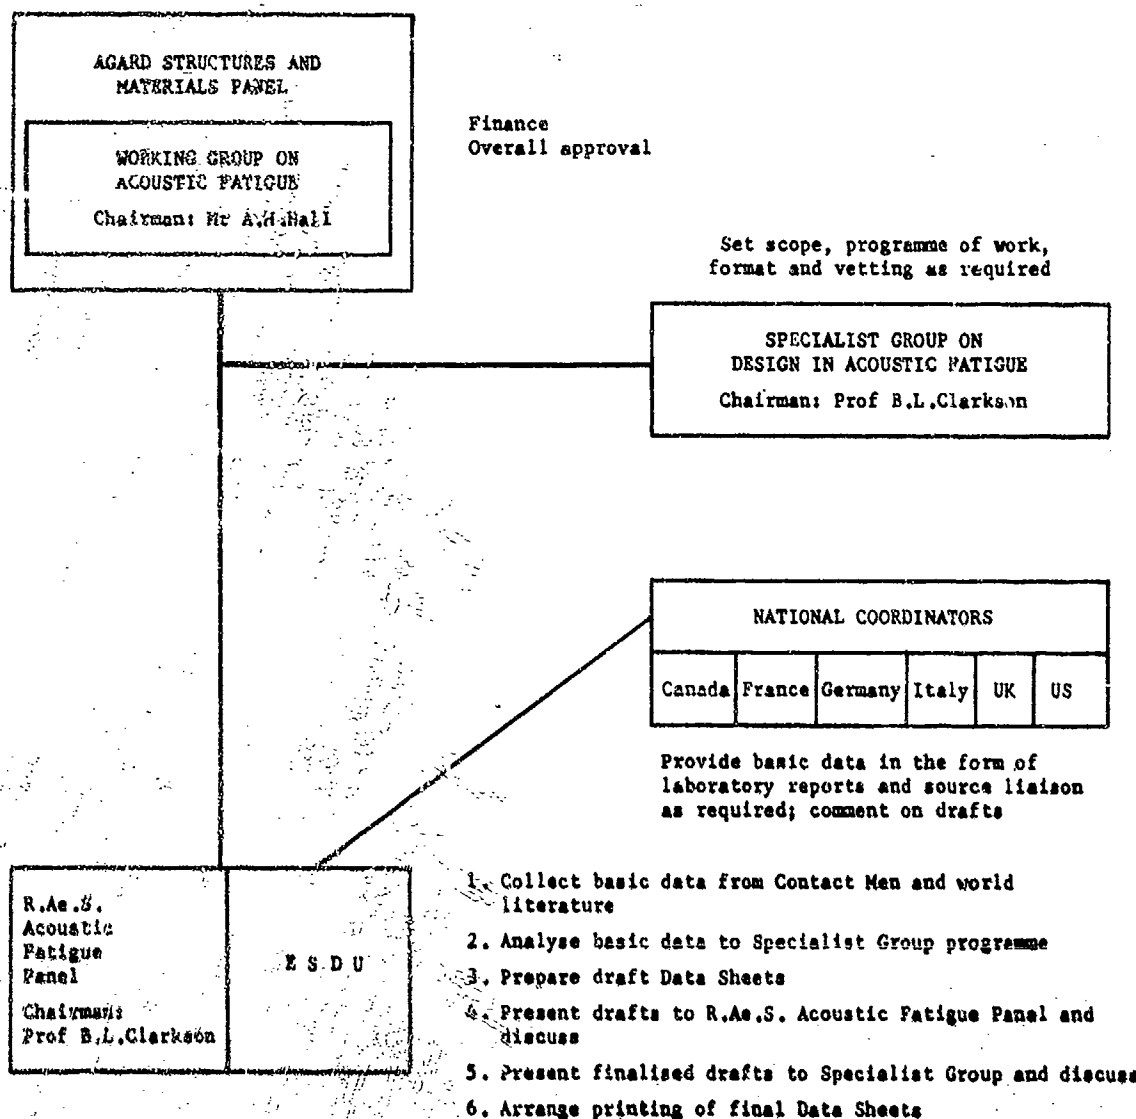 AGARD STRUCTURES AND
MATERIALS PANEL
WORKING GROUP ON
ACOUSTIC FATIGUE
Chairman: Mr A.H.Hall
Finance
Overall approval
Set scope, programme of work,
format and vetting as required
SPECIALIST GROUP ON
DESIGN IN ACOUSTIC FATIGUE
Chairman: Prof B.L.Clarkson
NATIONAL COORDINATORS
Canada France Germany Italy UK US
Provide basic data in the form of
laboratory reports and source liaison
as required; comment on drafts
R.Ae.S.
Acoustic
Fatigue
Panel
Chairman:
Prof B.L.Clarkson
E S D U
1. Collect basic data from Contact Men and world
literature
2. Analyse basic data to Specialist Group programme
3. Prepare draft Data Sheets
4. Present drafts to R.Ae.S. Acoustic Fatigue Panel and
discuss
5. Present finalised drafts to Specialist Group and discuss
6. Arrange printing of final Data Sheets